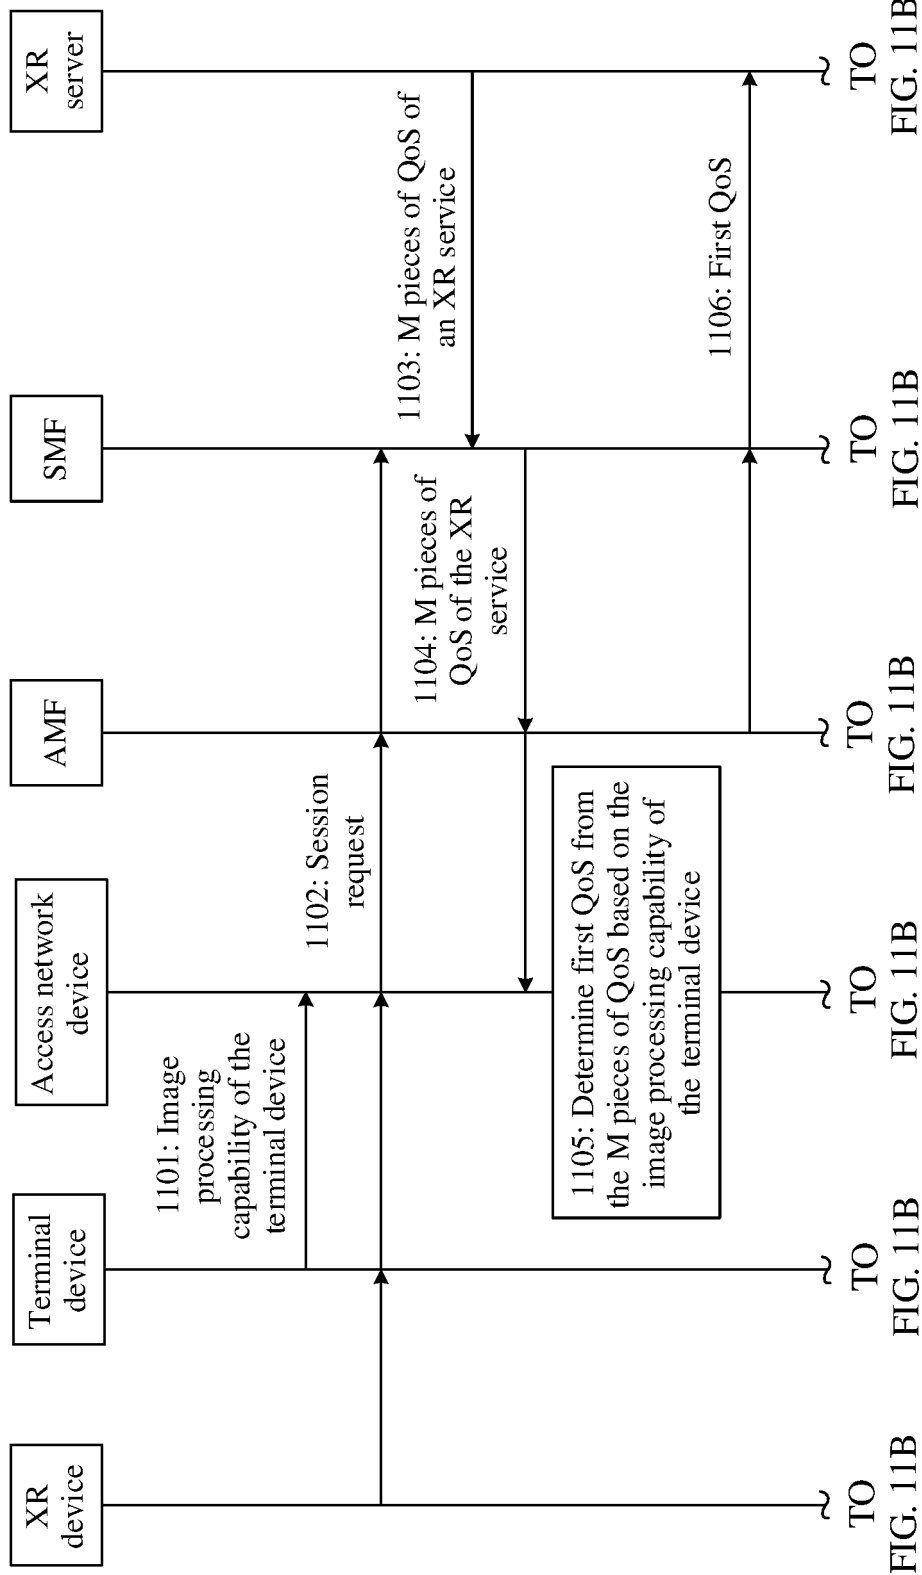 XR
device
Terminal
device
Access network
device
AMF
SMF
XR
server
1101: Image
processing
capability of the
terminal device
1102: Session
request
1103: M pieces of QoS of
an XR service
1104: M pieces of
QoS of the XR
service
1105: Determine first QoS from
the M pieces of QoS based on the
image processing capability of
the terminal device
1106: First QoS
TO
FIG. 11B
TO
FIG. 11B
TO
FIG. 11B
TO
FIG. 11B
TO
FIG. 11B
TO
FIG. 11B